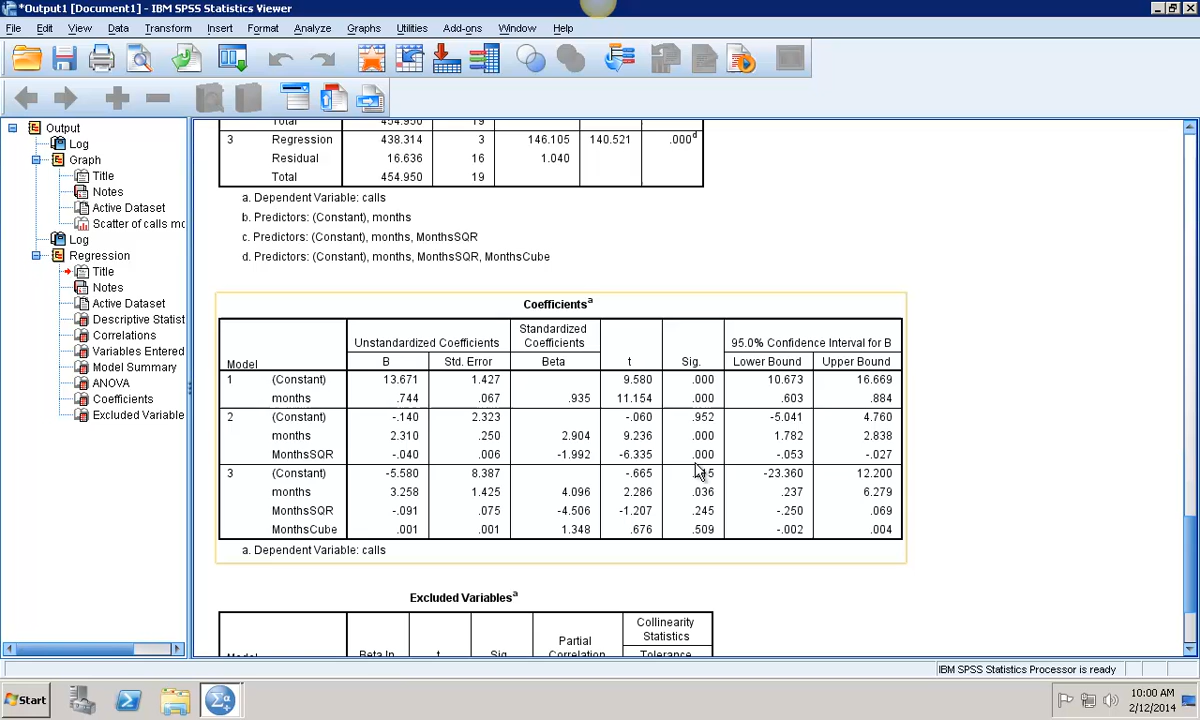 *Output1 [Document1] - IBM SPSS Statistics Viewer
File Edit View Data Transform Insert Format Analyze Graphs Utilities Add-ons Window Help
Output
Log
Graph
Title
Notes
Active Dataset
Scatter of calls mo
Log
Regression
Title
Notes
Active Dataset
Descriptive Statist
Correlations
Variables Entered
Model Summary
ANOVA
Coefficients
Excluded Variable
Total 454.950 19
3 Regression 438.314 3 146.105 140.521 .000d
Residual 16.636 16 1.040
Total 454.950 19
a. Dependent Variable: calls
b. Predictors: (Constant), months
c. Predictors: (Constant), months, MonthsSQR
d. Predictors: (Constant), months, MonthsSQR, MonthsCube
Coefficientsa
Model Unstandardized Coefficients Standardized Coefficients t Sig. 95.0% Confidence Interval for B
B Std. Error Beta Lower Bound Upper Bound
1 (Constant) 13.671 1.427 9.580 .000 10.673 16.669
months .744 .067 .935 11.154 .000 .603 .884
2 (Constant) -.140 2.323 -.060 .952 -5.041 4.760
months 2.310 .250 2.904 9.236 .000 1.782 2.838
MonthsSQR -.040 .006 -1.992 -6.335 .000 -.053 -.027
3 (Constant) -5.580 8.387 -.665 -23.360 12.200
months 3.258 1.425 4.096 2.286 .036 .237 6.279
MonthsSQR -.091 .075 -4.506 -1.207 .245 -.250 .069
MonthsCube .001 .001 1.348 .676 .509 -.002 .004
a. Dependent Variable: calls
Excluded Variablesa
Model Beta In t Sig. Partial Correlation Collinearity Statistics
Tolerance
IBM SPSS Statistics Processor is ready
Start
10:00 AM
2/12/2014